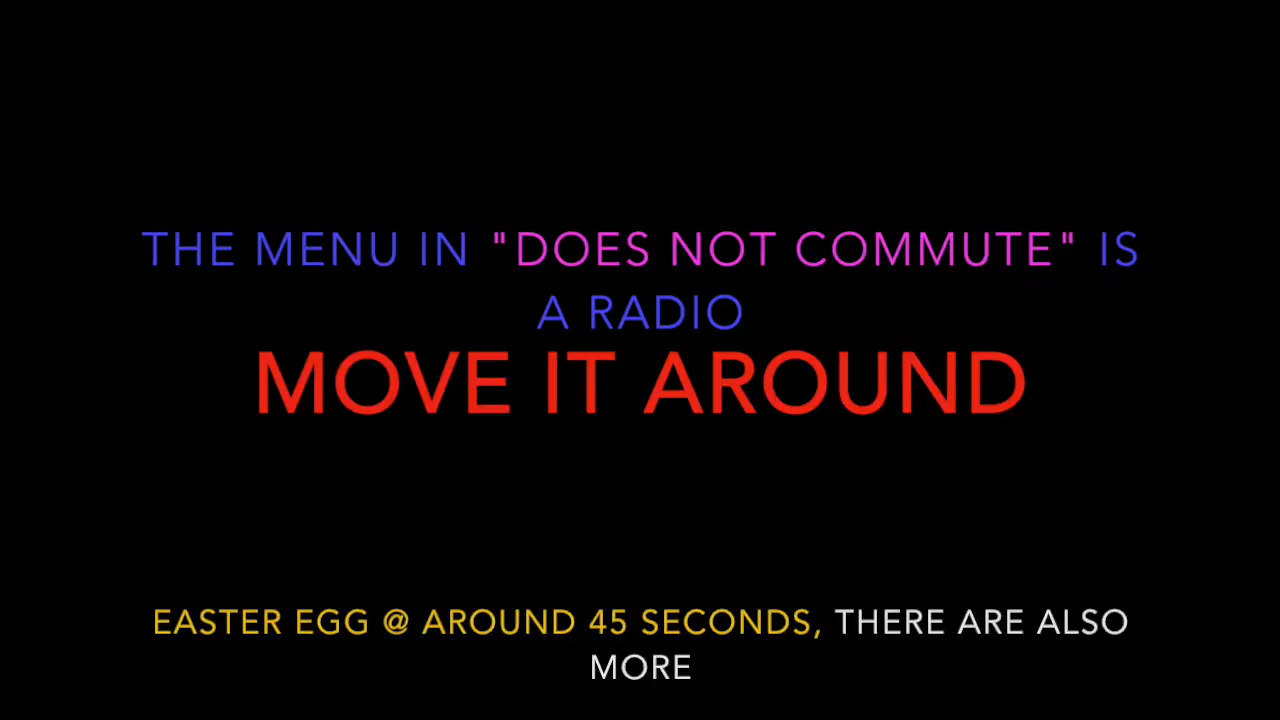 THE MENU IN "DOES NOT COMMUTE" IS
A RADIO
MOVE IT AROUND
EASTER EGG @ AROUND 45 SECONDS, THERE ARE ALSO
MORE